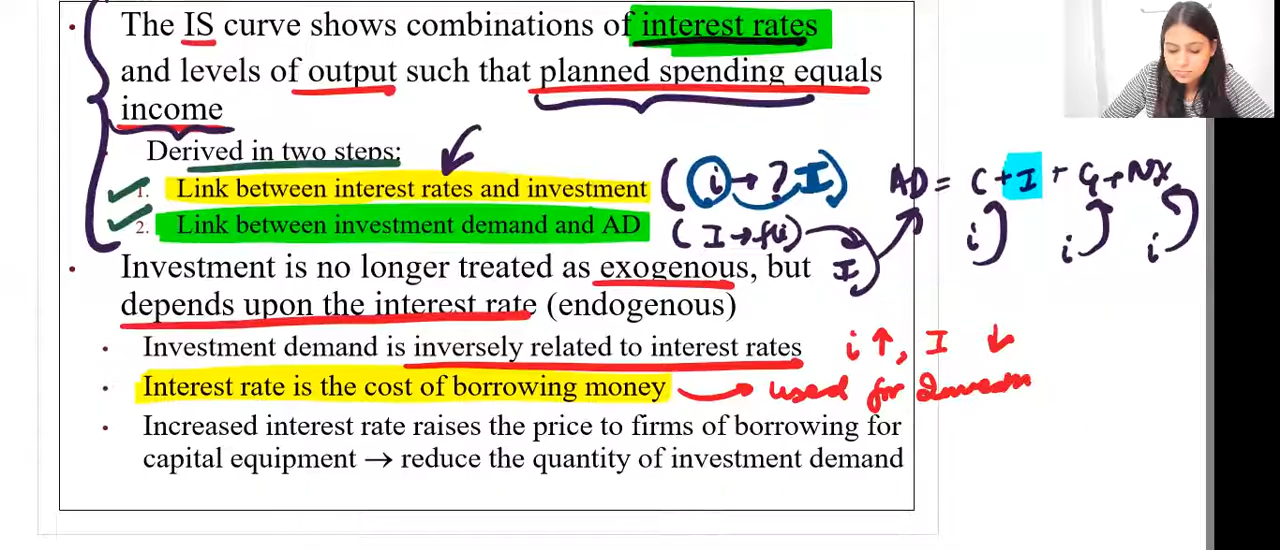 The IS curve shows combinations of interest rates
and levels of output such that planned spending equals
income
Derived in two steps:
1. Link between interest rates and investment (i → ? I) AD = C + I + G + NX
2. Link between investment demand and AD (I → f(i)) i i i
Investment is no longer treated as exogenous, but I
depends upon the interest rate (endogenous)
Investment demand is inversely related to interest rates i ↑, I ↓
Interest rate is the cost of borrowing money → used for
Increased interest rate raises the price to firms of borrowing for
capital equipment → reduce the quantity of investment demand